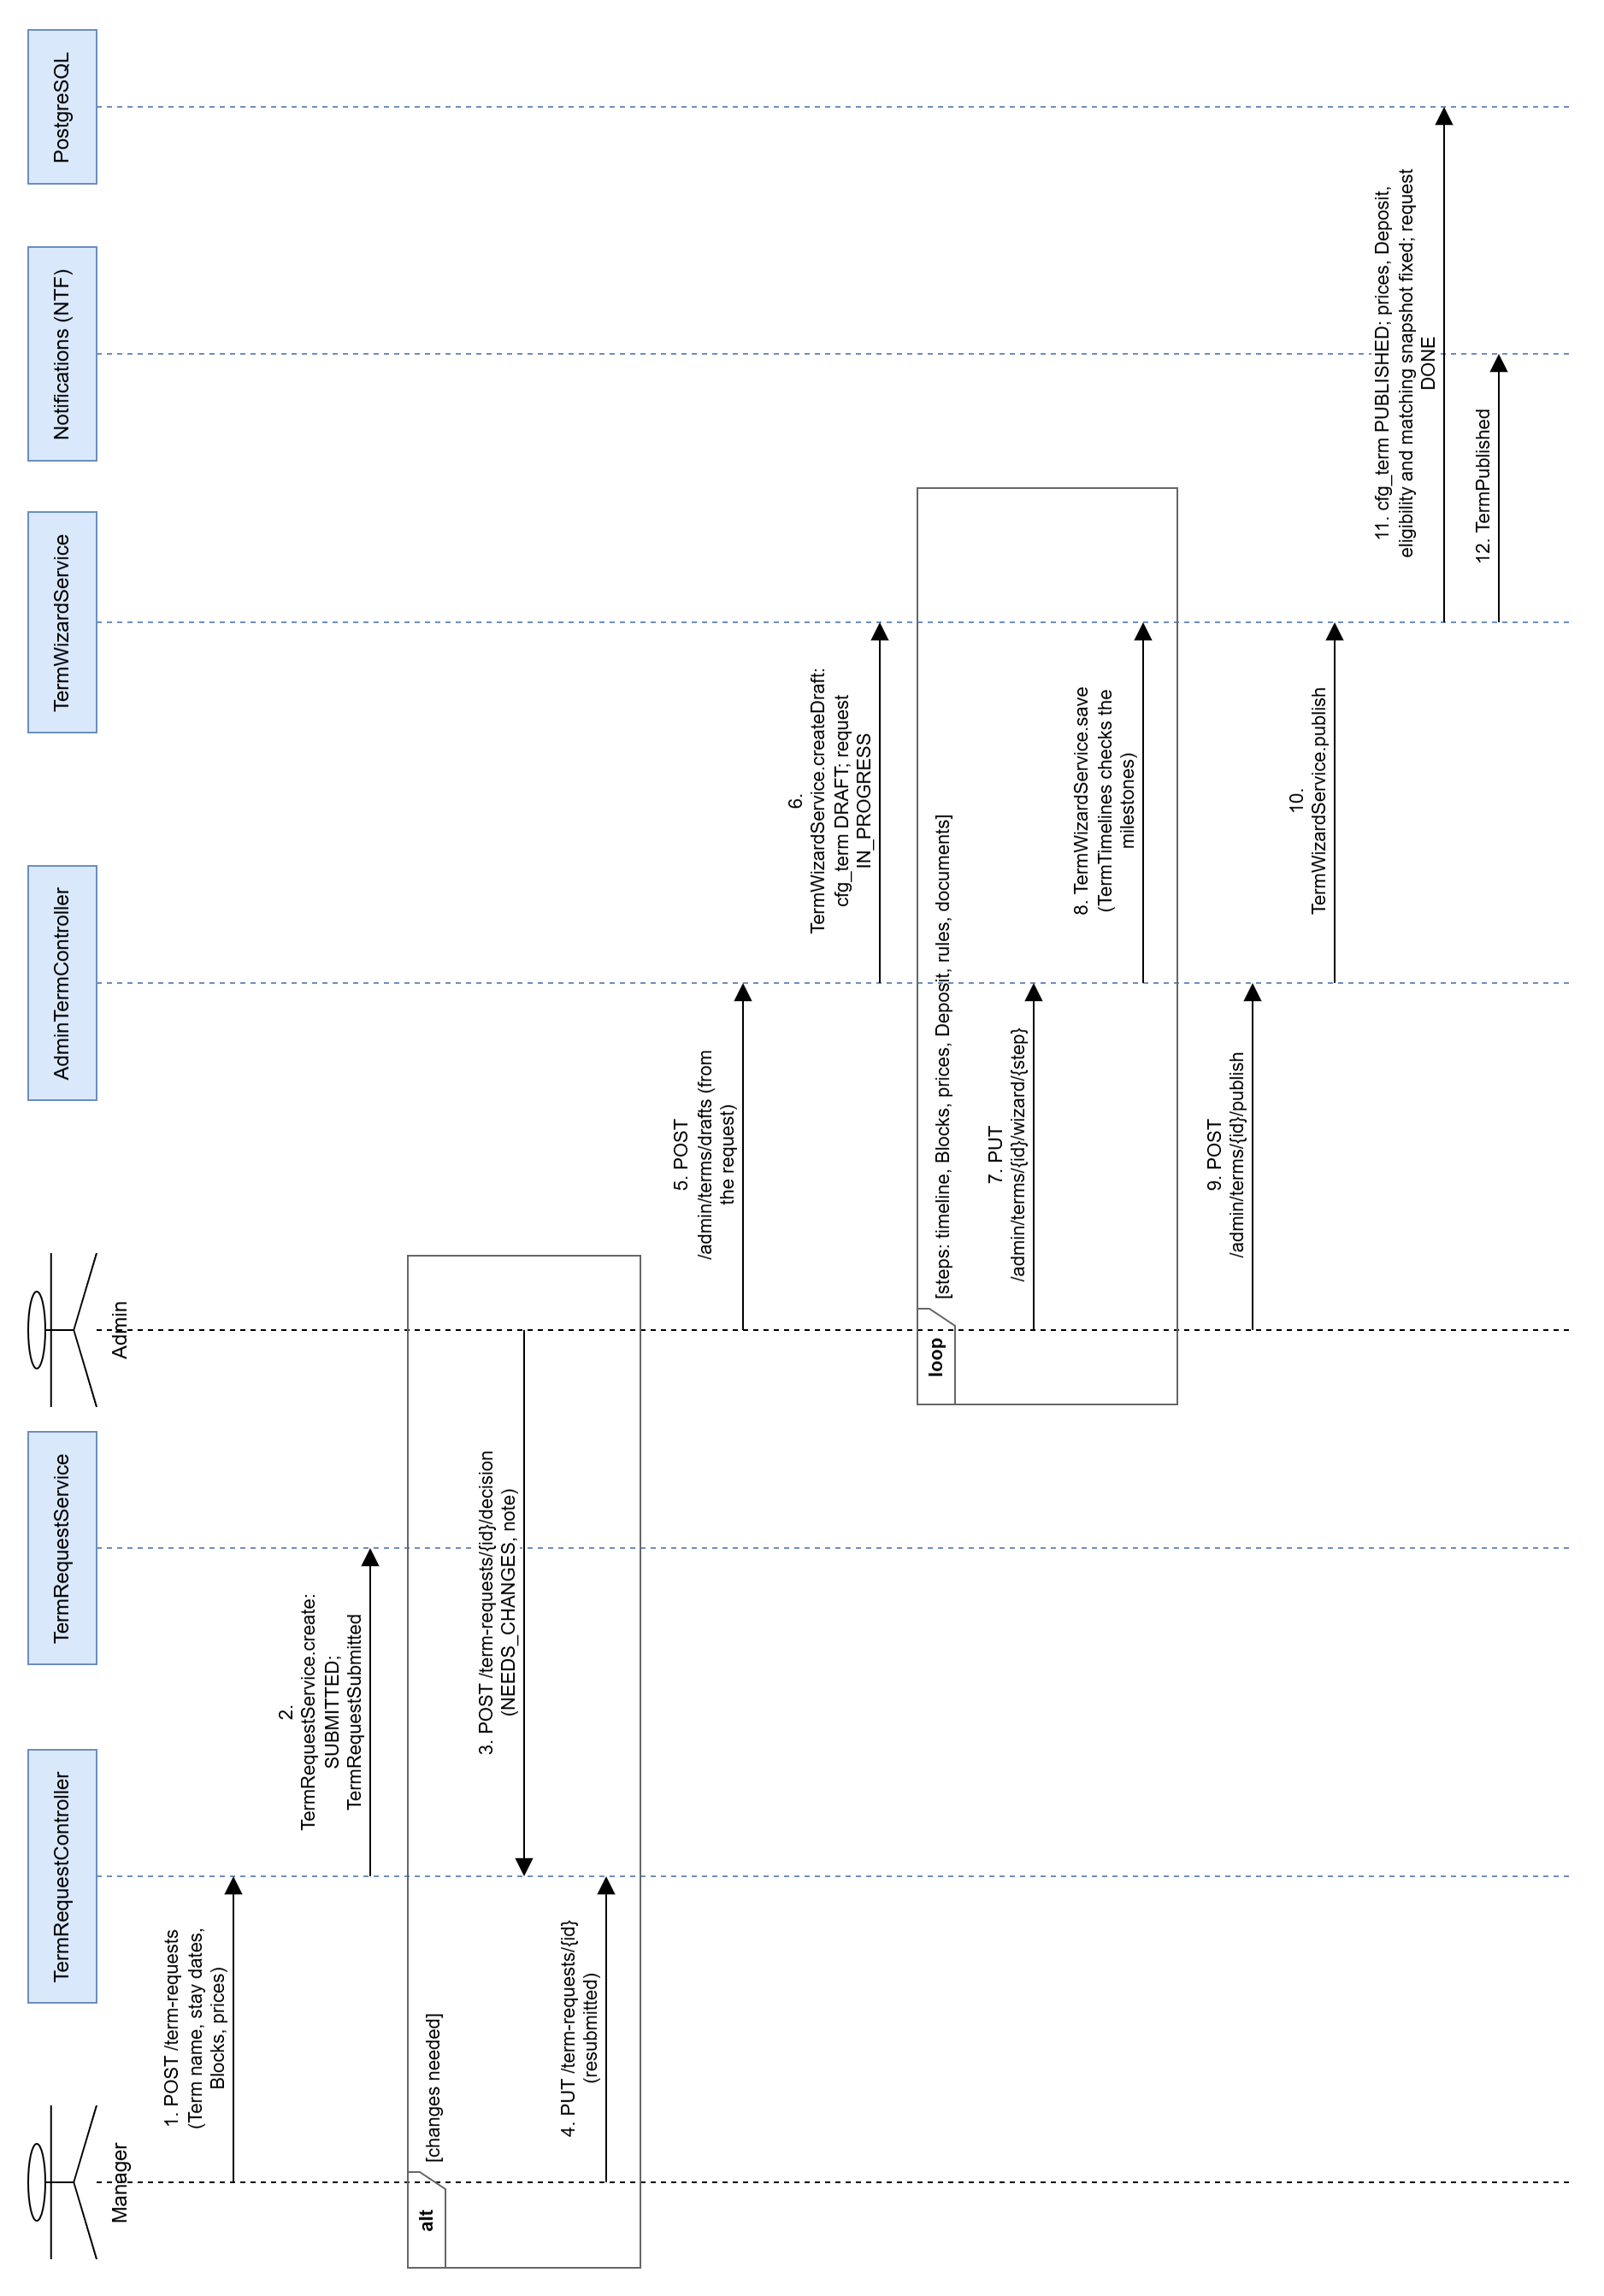 Manager
TermRequestController
TermRequestService
Admin
AdminTermController
TermWizardService
Notifications (NTF)
PostgreSQL
1. POST /term-requests
(Term name, stay dates,
Blocks, prices)
2.
TermRequestService.create:
SUBMITTED;
TermRequestSubmitted
alt
[changes needed]
3. POST /term-requests/{id}/decision
(NEEDS_CHANGES, note)
4. PUT /term-requests/{id}
(resubmitted)
5. POST
/admin/terms/drafts (from
the request)
6.
TermWizardService.createDraft:
cfg_term DRAFT; request
IN_PROGRESS
loop
[steps: timeline, Blocks, prices, Deposit, rules, documents]
7. PUT
/admin/terms/{id}/wizard/{step}
8. TermWizardService.save
(TermTimelines checks the
milestones)
9. POST
/admin/terms/{id}/publish
10.
TermWizardService.publish
11. cfg_term PUBLISHED; prices, Deposit,
eligibility and matching snapshot fixed; request
DONE
12. TermPublished